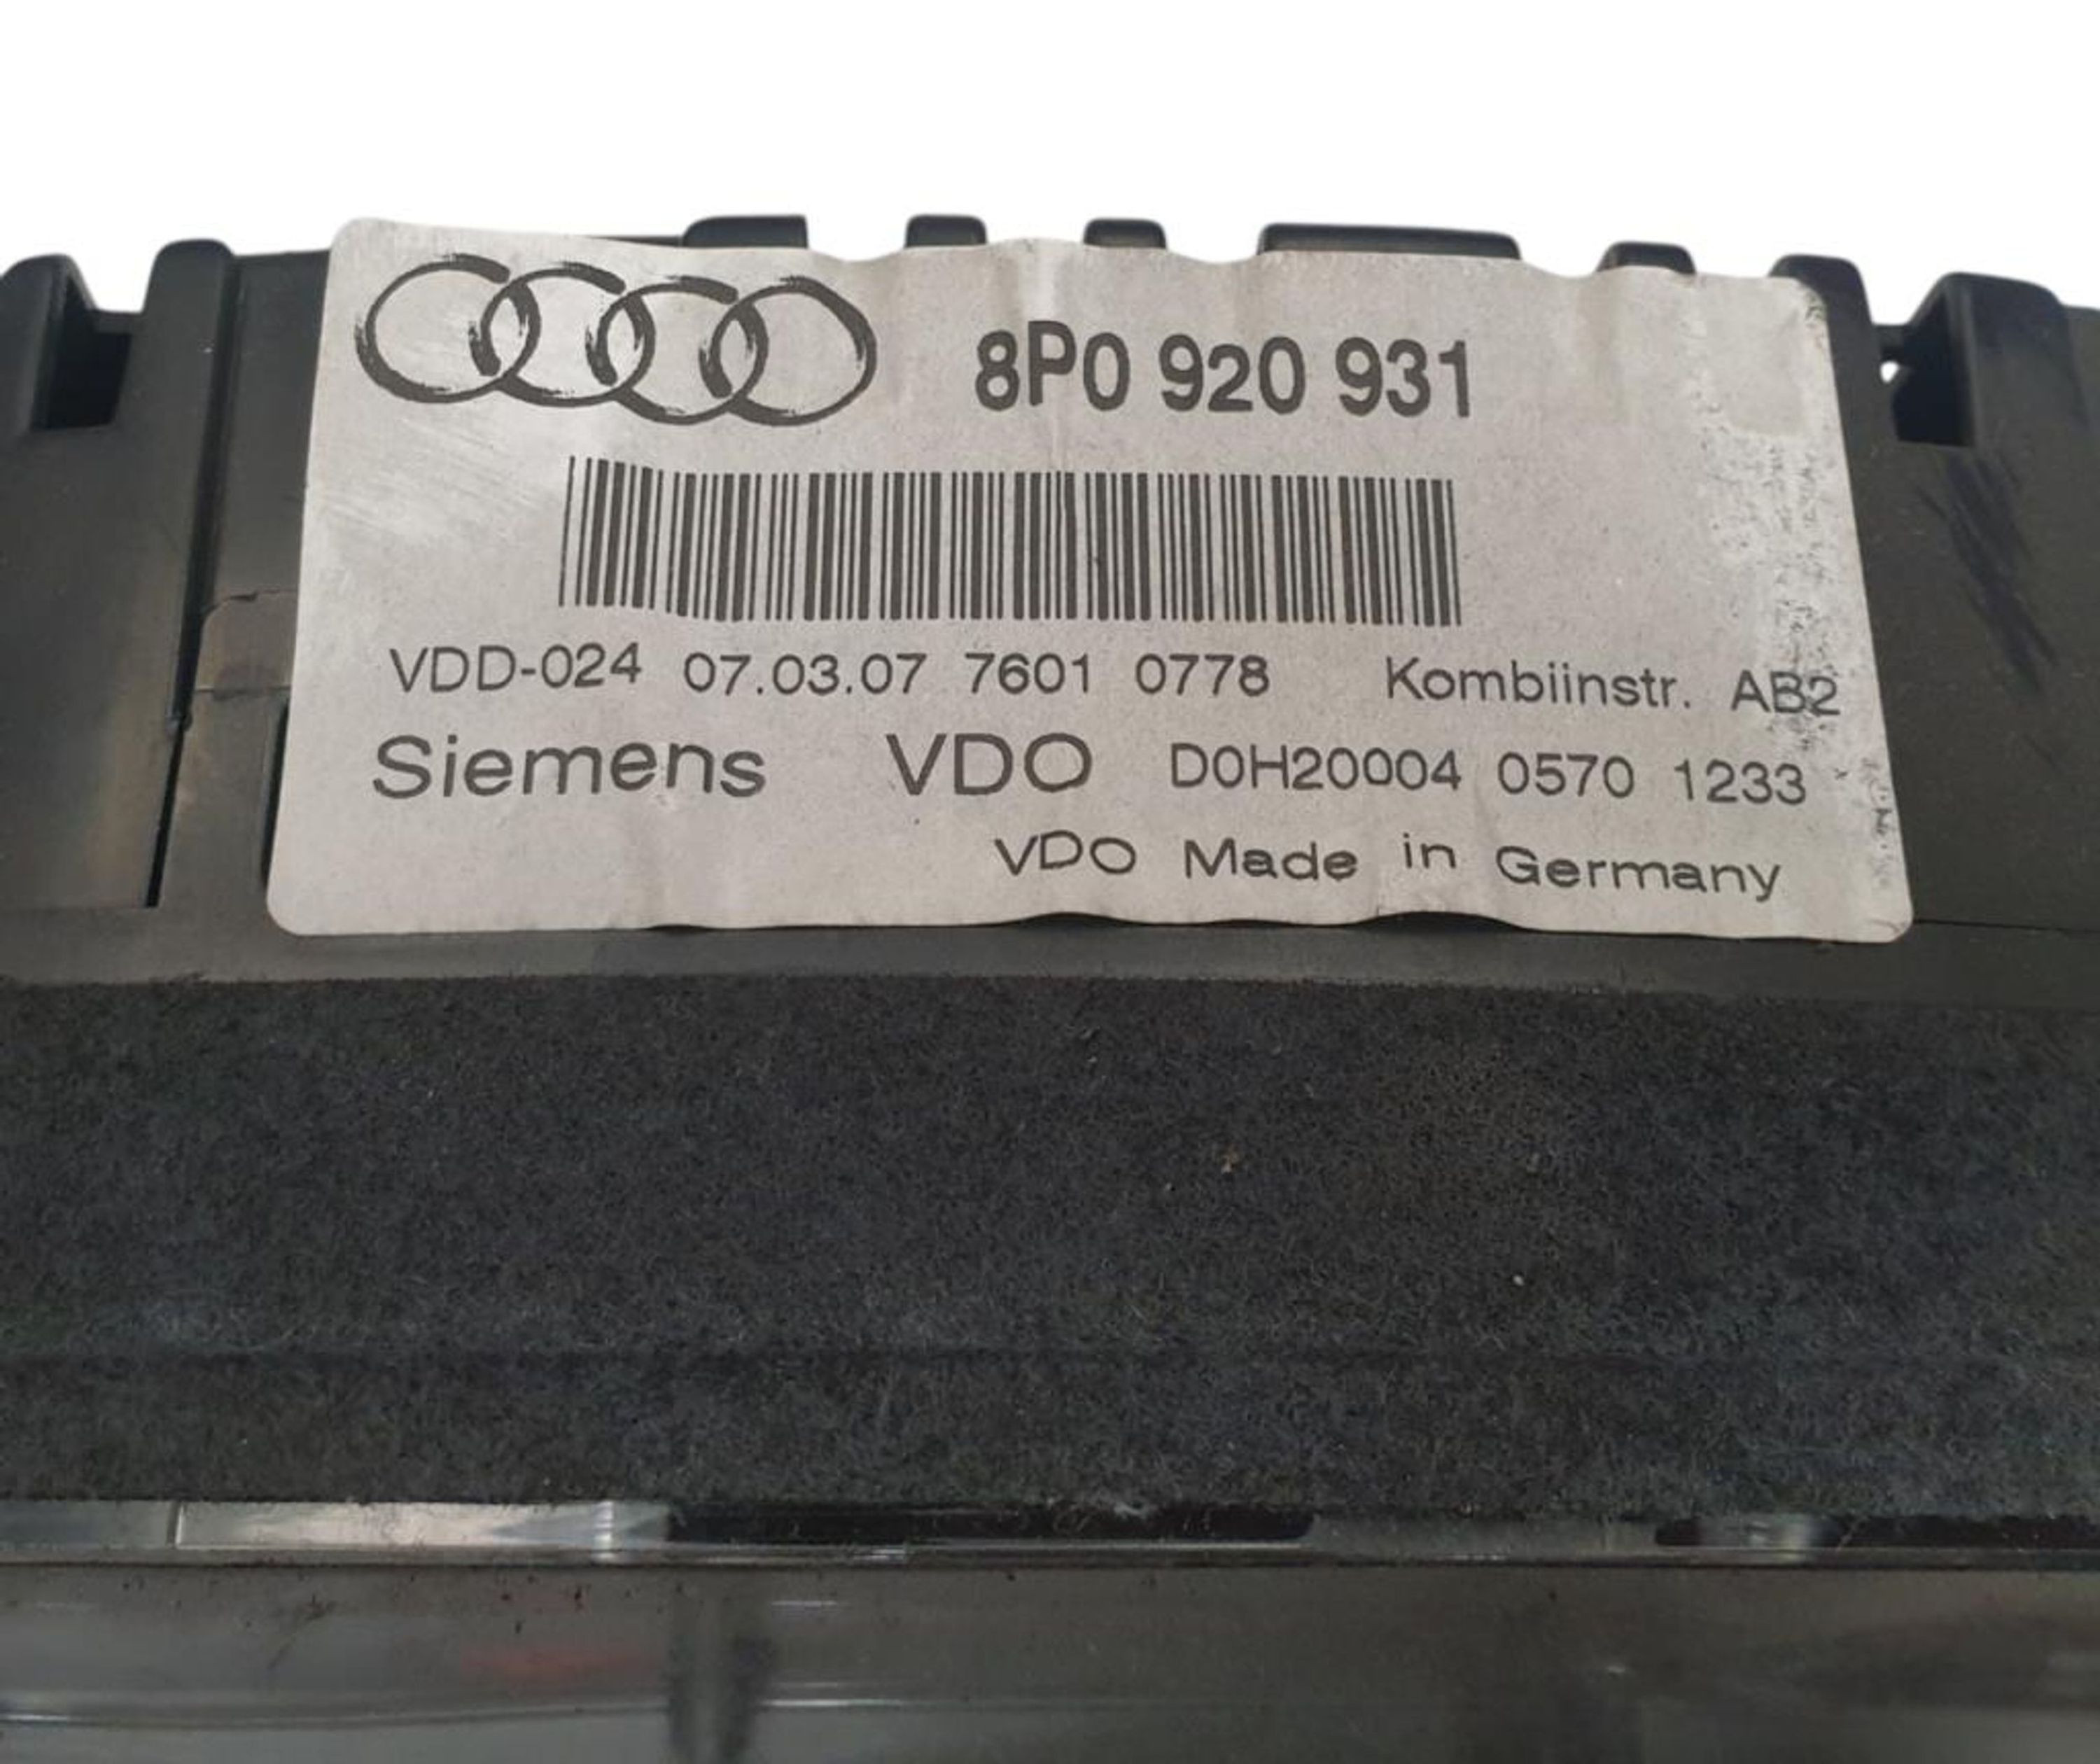 8P0 920 931
VDD-024 07.03.07 7601 0778 Kombiinstr. AB2
Siemens VDO D0H20004 0570 1233
VDO Made in Germany